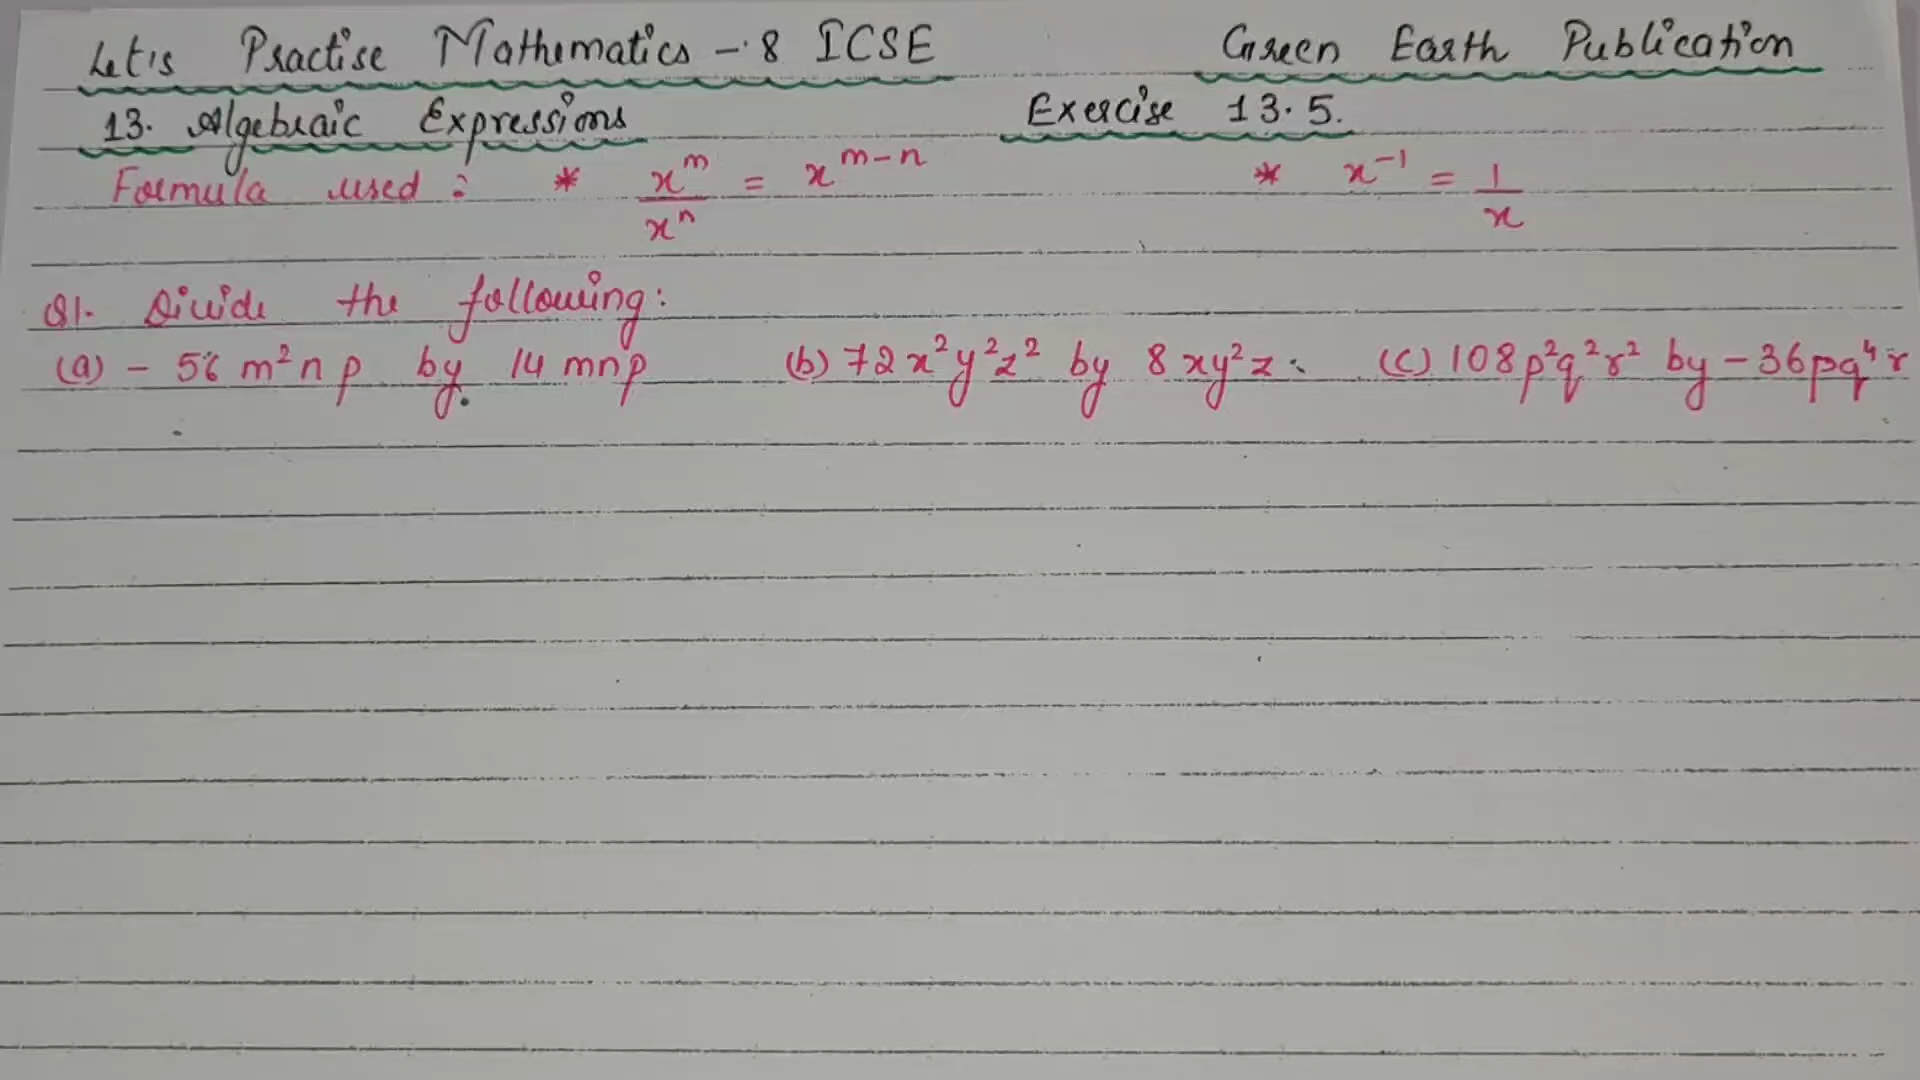 Let's Practise Mathematics - 8 ICSE Green Earth Publication
13. Algebraic Expressions Exercise 13.5.
Formula used : * x^m / x^n = x^(m-n) * x^-1 = 1/x
Q1. Divide the following:
(a) - 56 m²np by 14 mnp (b) 72x²y²z² by 8xy²z. (c) 108p²q²r² by -36pq⁴r